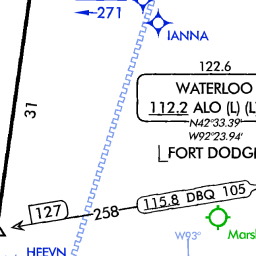 271
IANNA
122.6
WATERLOO
112.2 ALO (L) (L
N42°33.39'
W92°23.94'
FORT DODG
31
115.8 DBQ 105
127
258
Mars
W93°
HEEVN